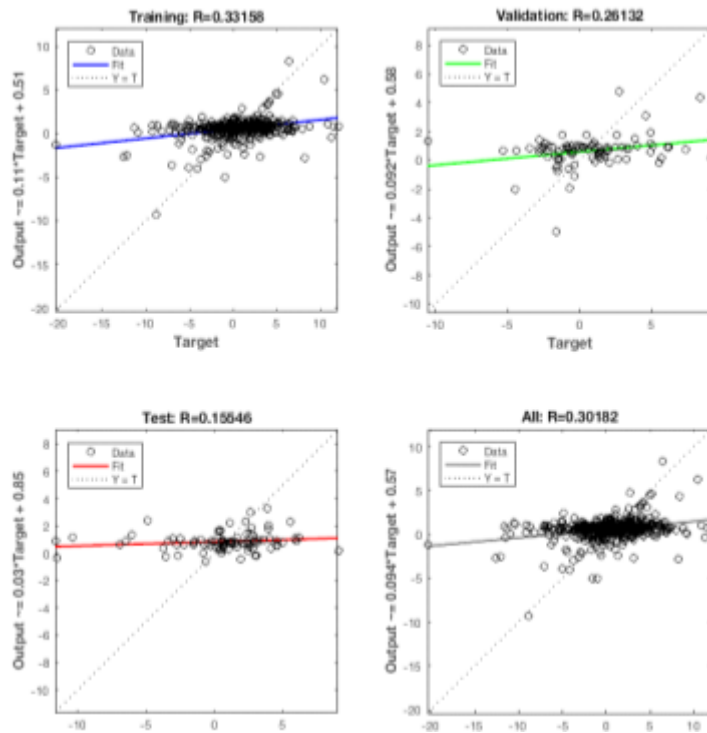 Training: R=0.33158
Data
Fit
Y = T
Output ~= 0.11*Target + 0.51
10
5
0
-5
-10
-15
-20
-20 -15 -10 -5 0 5 10
Target
Validation: R=0.26132
Data
Fit
Y = T
Output ~= 0.092*Target + 0.58
8
6
4
2
0
-2
-4
-6
-8
-10
-10 -5 0 5
Target
Test: R=0.15546
Data
Fit
Y = T
Output ~= 0.03*Target + 0.85
8
6
4
2
0
-2
-4
-6
-8
-10
-10 -5 0 5
All: R=0.30182
Data
Fit
Y = T
Output ~= 0.094*Target + 0.57
10
5
0
-5
-10
-15
-20
-20 -15 -10 -5 0 5 10